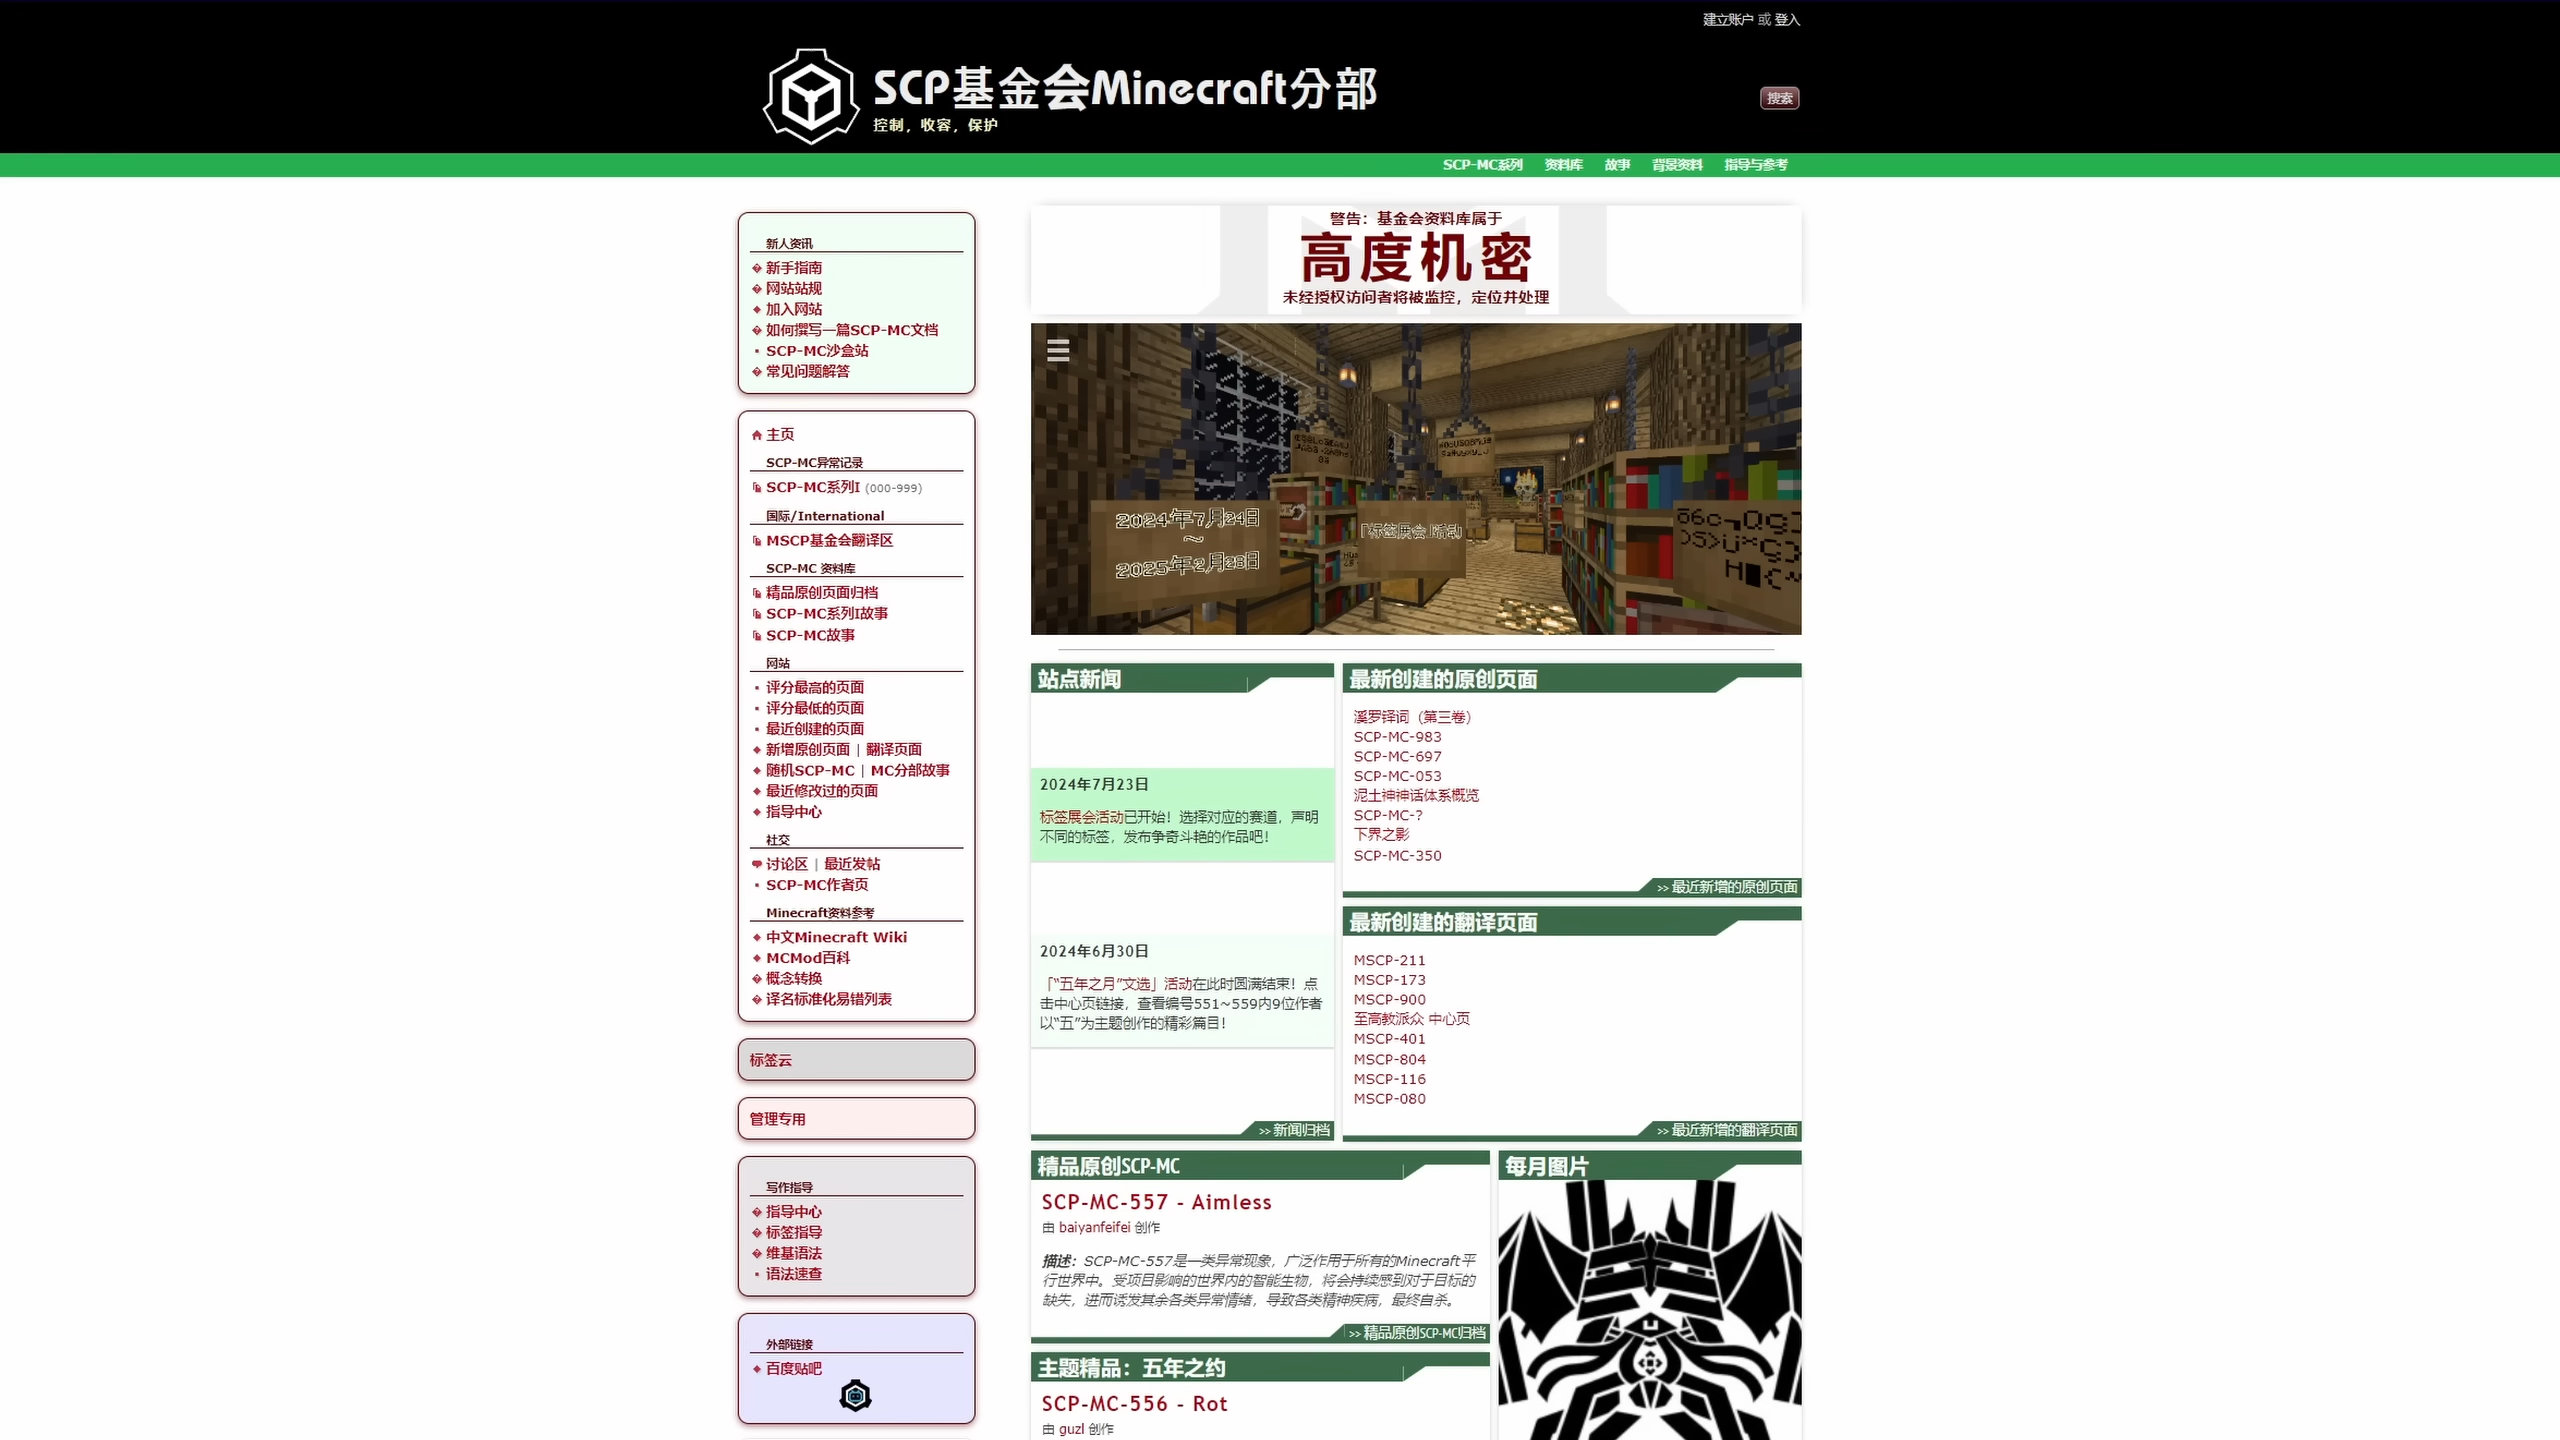 建立账户 或 登入
SCP基金会Minecraft分部
控制，收容，保护
搜索
SCP-MC系列 资料库 故事 背景资料 指导与参考
新人资讯
新手指南
网站站规
加入网站
如何撰写一篇SCP-MC文档
SCP-MC沙盒站
常见问题解答
主页
SCP-MC异常记录
SCP-MC系列I (000-999)
国际/International
MSCP基金会翻译区
SCP-MC 资料库
精品原创页面归档
SCP-MC系列I故事
SCP-MC故事
网站
评分最高的页面
评分最低的页面
最近创建的页面
新增原创页面 | 翻译页面
随机SCP-MC | MC分部故事
最近修改过的页面
指导中心
社交
讨论区 | 最近发帖
SCP-MC作者页
Minecraft资料参考
中文Minecraft Wiki
MCMod百科
概念转换
译名标准化易错列表
标签云
管理专用
写作指导
指导中心
标签指导
维基语法
语法速查
外部链接
百度贴吧
警告：基金会资料库属于
高度机密
未经授权访问者将被监控，定位并处理
2024年7月24日
～
2025年2月28日
「标签展会」活动
站点新闻
2024年7月23日
标签展会活动已开始！选择对应的赛道，声明
不同的标签，发布争奇斗艳的作品吧！
2024年6月30日
「“五年之月”文选」活动在此时圆满结束！点
击中心页链接，查看编号551~559内9位作者
以“五”为主题创作的精彩篇目！
>> 新闻归档
最新创建的原创页面
溪罗铎词（第三卷）
SCP-MC-983
SCP-MC-697
SCP-MC-053
泥土神神话体系概览
SCP-MC-?
下界之影
SCP-MC-350
>> 最近新增的原创页面
最新创建的翻译页面
MSCP-211
MSCP-173
MSCP-900
至高教派众 中心页
MSCP-401
MSCP-804
MSCP-116
MSCP-080
>> 最近新增的翻译页面
精品原创SCP-MC
SCP-MC-557 - Aimless
由 baiyanfeifei 创作
描述：SCP-MC-557是一类异常现象，广泛作用于所有的Minecraft平
行世界中。受项目影响的世界内的智能生物，将会持续感到对于目标的
缺失，进而诱发其余各类异常情绪，导致各类精神疾病，最终自杀。
>> 精品原创SCP-MC归档
每月图片
主题精品：五年之约
SCP-MC-556 - Rot
由 guzl 创作